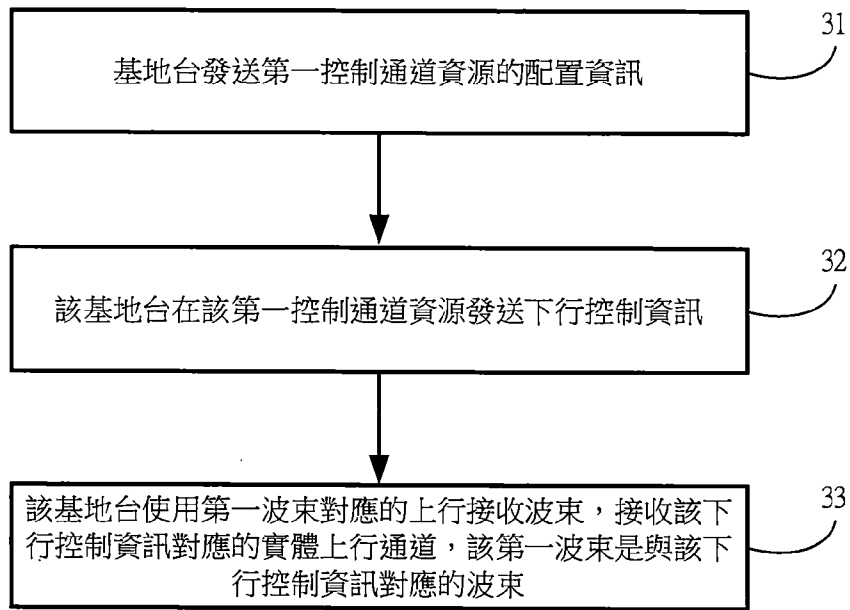 31
基地台發送第一控制通道資源的配置資訊
32
該基地台在該第一控制通道資源發送下行控制資訊
33
該基地台使用第一波束對應的上行接收波束，接收該下
行控制資訊對應的實體上行通道，該第一波束是與該下
行控制資訊對應的波束